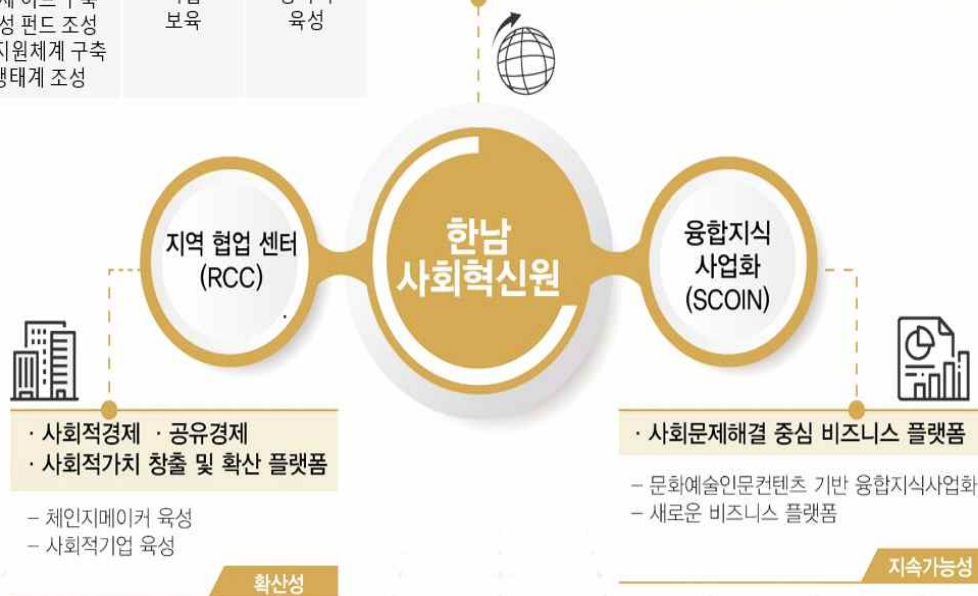 성 펀드 조성
지원체계 구축
생태계 조성
보육
육성
한남
사회혁신원
지역 협업 센터
(RCC)
융합지식
사업화
(SCOIN)
· 사회적경제 · 공유경제
· 사회적가치 창출 및 확산 플랫폼
– 체인지메이커 육성
– 사회적기업 육성
확산성
· 사회문제해결 중심 비즈니스 플랫폼
– 문화예술인문컨텐츠 기반 융합지식사업화
– 새로운 비즈니스 플랫폼
지속가능성